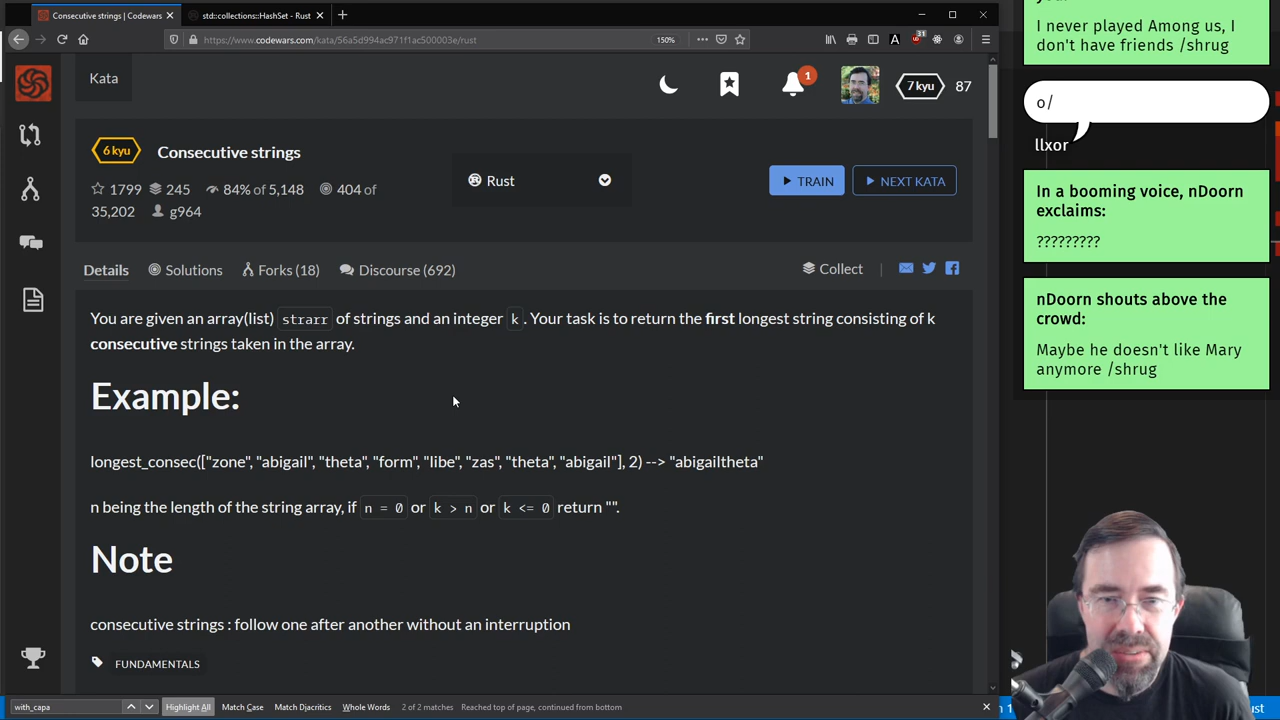 Consecutive strings | Codewars
std::collections::HashSet - Rust
https://www.codewars.com/kata/56a5d994ac971f1ac500003e/rust
150%
31
Kata
1
7 kyu
87
6 kyu
Consecutive strings
1799
245
84% of 5,148
404 of
35,202
g964
Rust
TRAIN
NEXT KATA
Details
Solutions
Forks (18)
Discourse (692)
Collect
You are given an array(list) strarr of strings and an integer k. Your task is to return the first longest string consisting of k
consecutive strings taken in the array.
Example:
longest_consec(["zone", "abigail", "theta", "form", "libe", "zas", "theta", "abigail"], 2) --> "abigailtheta"
n being the length of the string array, if n = 0 or k > n or k <= 0 return "".
Note
consecutive strings : follow one after another without an interruption
FUNDAMENTALS
with_capa
Highlight All
Match Case
Match Diacritics
Whole Words
2 of 2 matches
Reached top of page, continued from bottom
I never played Among us, I
don't have friends /shrug
o/
llxor
In a booming voice, nDoorn
exclaims:
?????????
nDoorn shouts above the
crowd:
Maybe he doesn't like Mary
anymore /shrug